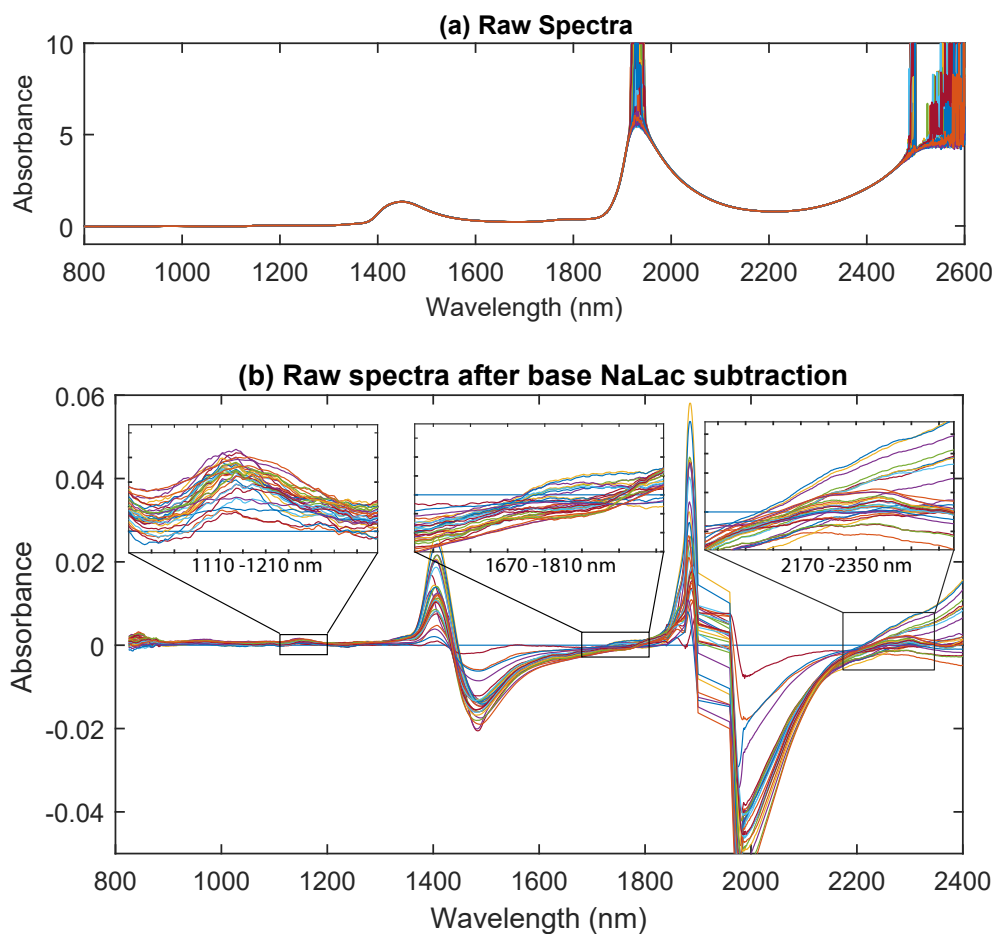 (a) Raw Spectra
10
5
0
Absorbance
800 1000 1200 1400 1600 1800 2000 2200 2400 2600
Wavelength (nm)
(b) Raw spectra after base NaLac subtraction
0.06
0.04
0.02
0
-0.02
-0.04
Absorbance
1110 -1210 nm
1670 -1810 nm
2170 -2350 nm
800 1000 1200 1400 1600 1800 2000 2200 2400
Wavelength (nm)